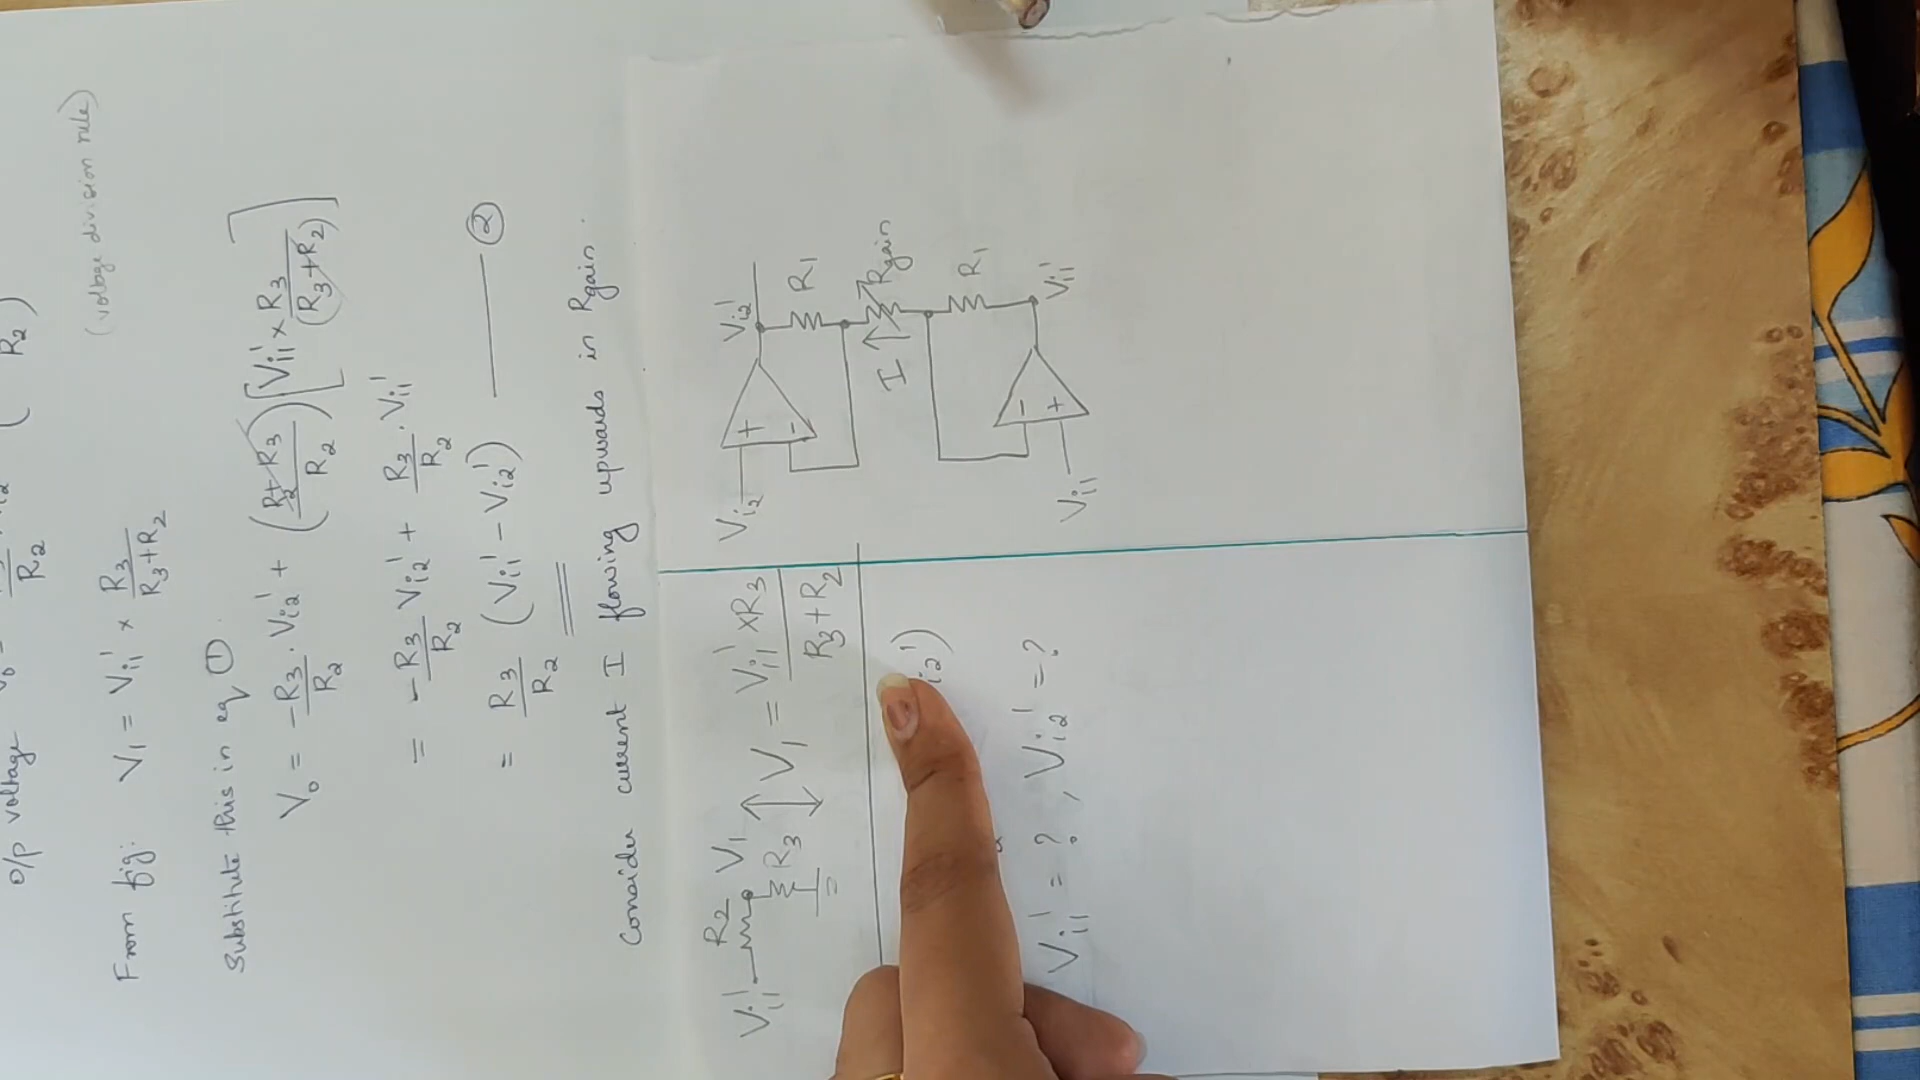 R2 )
o/p voltage
R2
(voltage division rule)
From fig: V1 = Vi1' × R3/(R3+R2)
Substitute this in eq ①
Vo = -R3/R2 . Vi2' + (R2+R3/R2) [Vi1' × R3/(R3+R2)]
= -R3/R2 Vi2' + R3/R2 . Vi1'
= R3/R2 (Vi1' - Vi2') ②
Consider current I flowing upwards in Rgain.
Vi1' R2 V1 R3 V1 = Vi1' × R3/R3+R2
i2')
Vi1' = ?, Vi2' = ?
Vi2 + - Vi2' R1
I Rgain
R1
Vi1 - + Vi1'